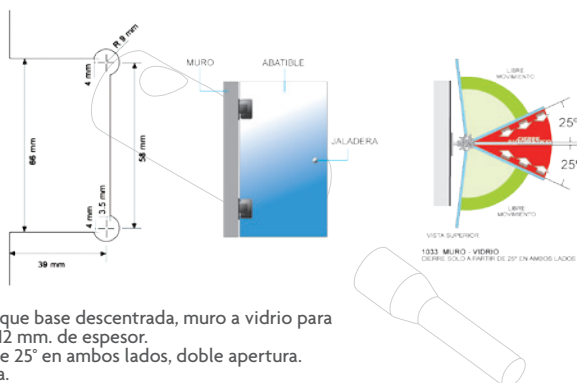 R 9 mm
4 mm
66 mm
58 mm
3.5 mm
4 mm
39 mm
MURO
ABATIBLE
JALADERA
LIBRE
MOVIMIENTO
25°
25°
LIBRE
MOVIMIENTO
VISTA SUPERIOR
1033 MURO - VIDRIO
CIERRE SOLO A PARTIR DE 25° EN AMBOS LADOS
que base descentrada, muro a vidrio para
12 mm. de espesor.
e 25° en ambos lados, doble apertura.
a.